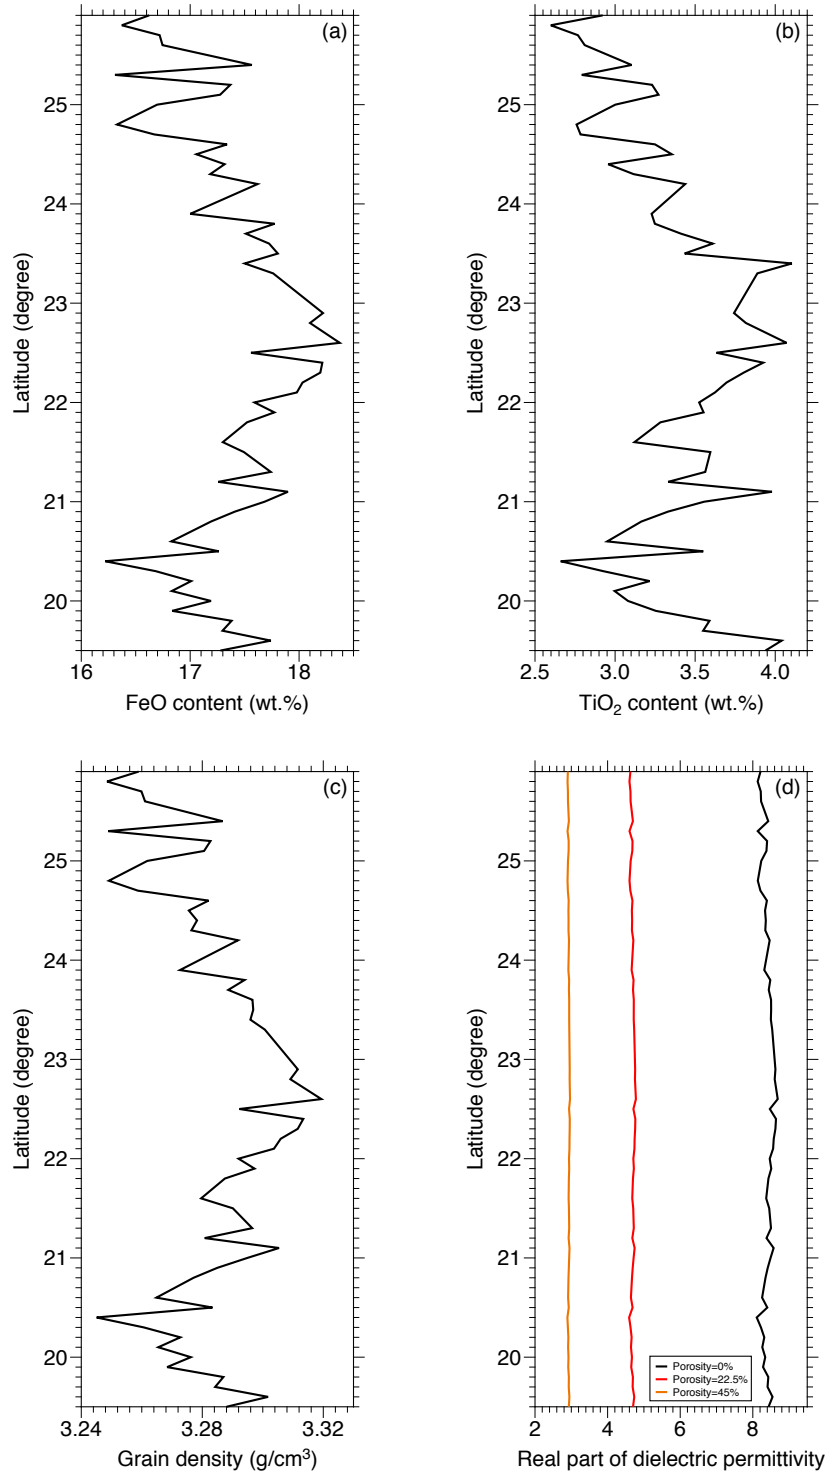 (a)
25
24
23
22
21
20
Latitude (degree)
16 17 18
FeO content (wt.%)
(b)
25
24
23
22
21
20
Latitude (degree)
2.5 3.0 3.5 4.0
TiO2 content (wt.%)
(c)
25
24
23
22
21
20
Latitude (degree)
3.24 3.28 3.32
Grain density (g/cm³)
(d)
25
24
23
22
21
20
Latitude (degree)
Porosity=0%
Porosity=22.5%
Porosity=45%
2 4 6 8
Real part of dielectric permittivity